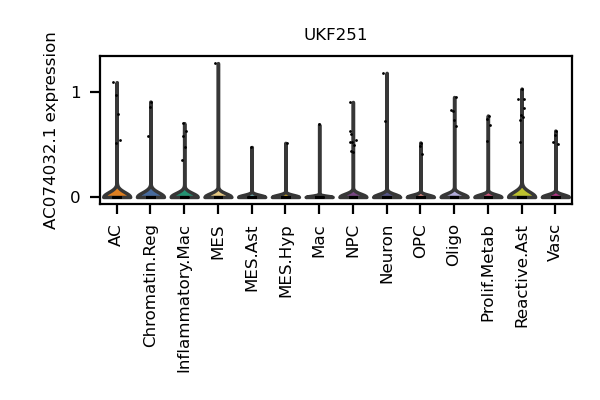 UKF251
AC074032.1 expression
1
0
AC
Chromatin.Reg
Inflammatory.Mac
MES
MES.Ast
MES.Hyp
Mac
NPC
Neuron
OPC
Oligo
Prolif.Metab
Reactive.Ast
Vasc